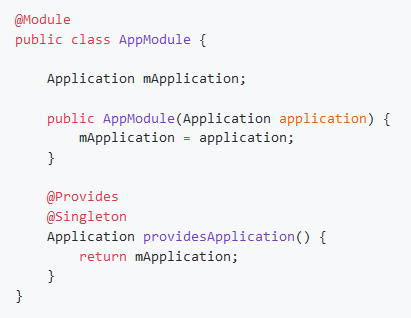 @Module
public class AppModule {

    Application mApplication;

    public AppModule(Application application) {
        mApplication = application;
    }

    @Provides
    @Singleton
    Application providesApplication() {
        return mApplication;
    }
}